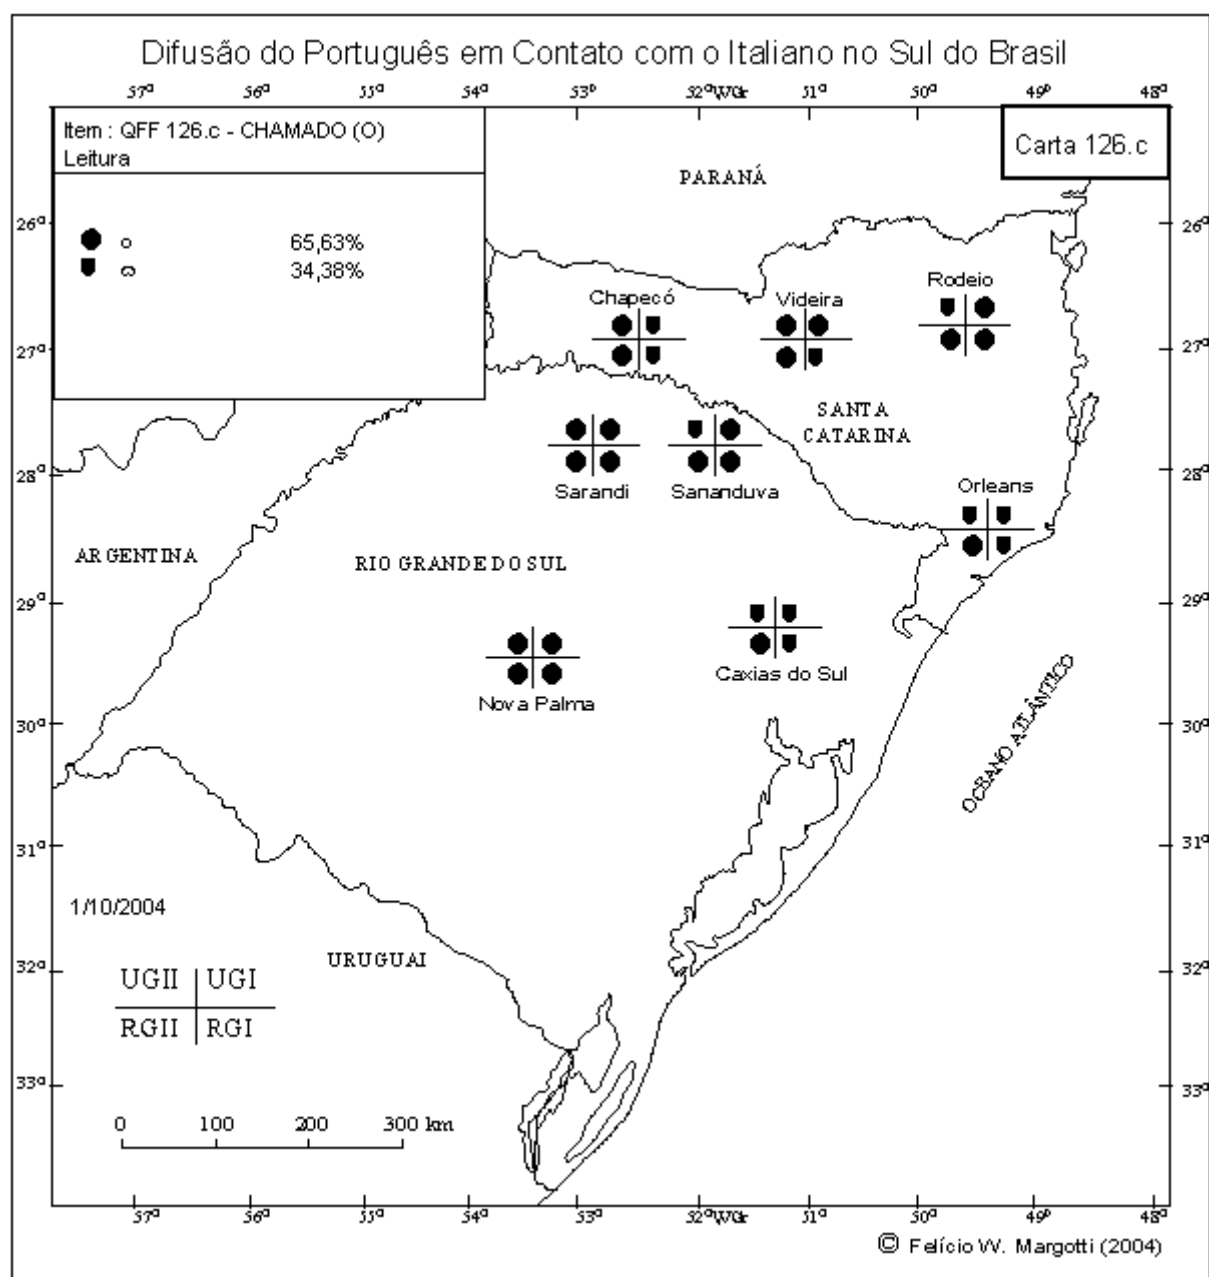 Difusão do Português em Contato com o Italiano no Sul do Brasil
57º 56º 55º 54º 53º 52ºWGr 51º 50º 49º 48º
Item : QFF 126.c - CHAMADO (O)
Leitura
Carta 126.c
65,63%
34,38%
PARANÁ
26º 26º
Rodeio
Chapecó Videira
27º 27º
SANTA
CATARINA
28º 28º
Sarandi Sananduva Orleans
ARGENTINA
RIO GRANDE DO SUL
29º 29º
Caxias do Sul
Nova Palma
30º 30º
OCEANO ATLÂNTICO
31º 31º
1/10/2004
URUGUAI
32º 32º
UGII UGI
RGII RGI
33º 33º
0 100 200 300 km
57º 56º 55º 54º 53º 52ºWGr 51º 50º 49º 48º
© Felício W. Margotti (2004)